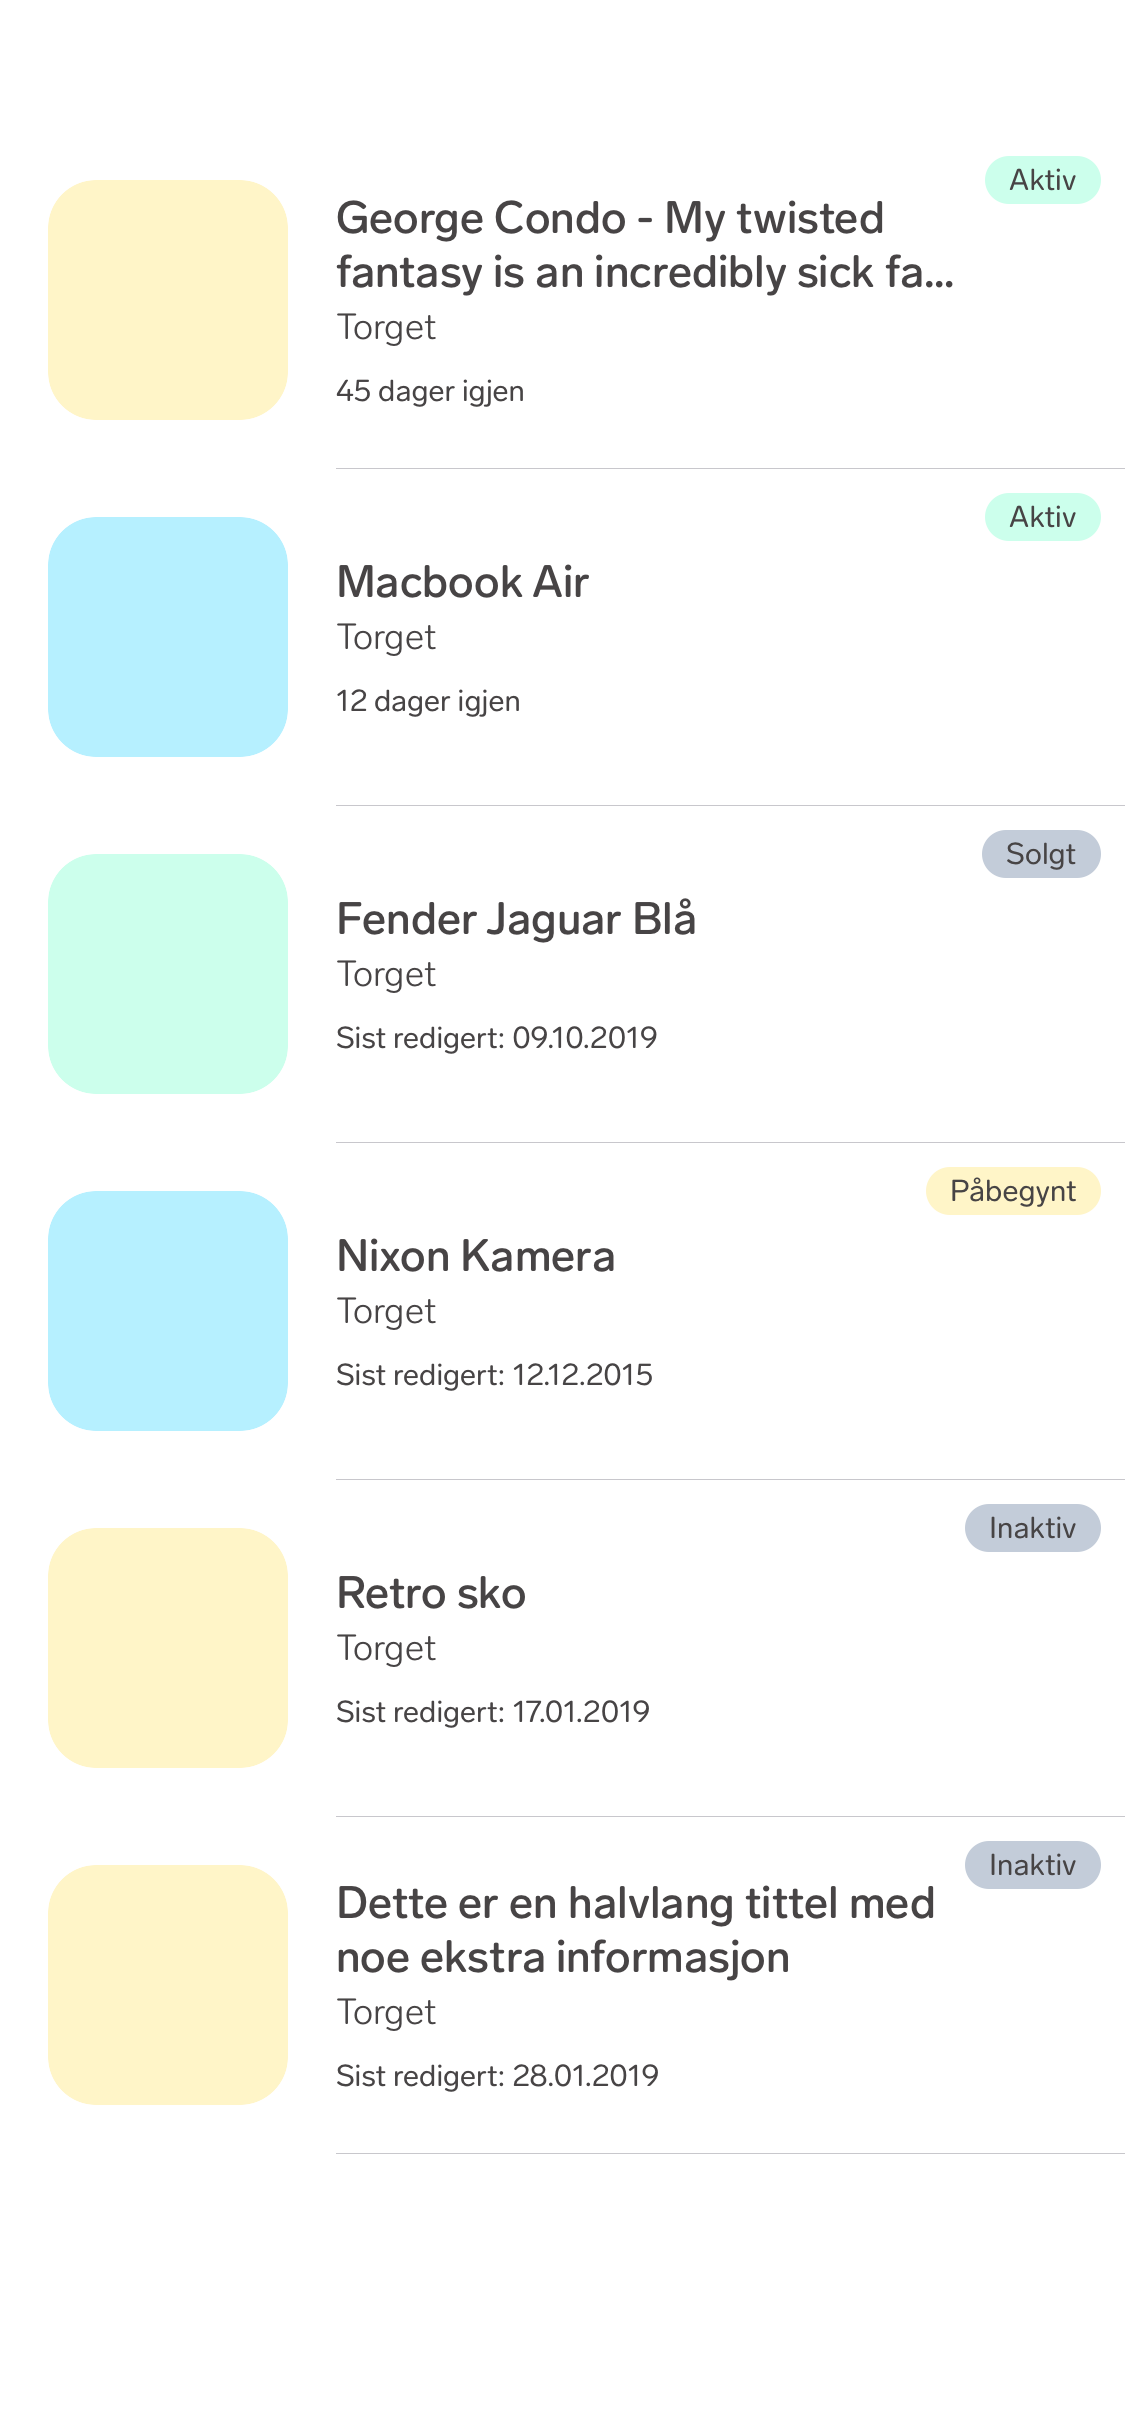 Aktiv
George Condo - My twisted
fantasy is an incredibly sick fa...
Torget
45 dager igjen
Aktiv
Macbook Air
Torget
12 dager igjen
Solgt
Fender Jaguar Blå
Torget
Sist redigert: 09.10.2019
Påbegynt
Nixon Kamera
Torget
Sist redigert: 12.12.2015
Inaktiv
Retro sko
Torget
Sist redigert: 17.01.2019
Inaktiv
Dette er en halvlang tittel med
noe ekstra informasjon
Torget
Sist redigert: 28.01.2019